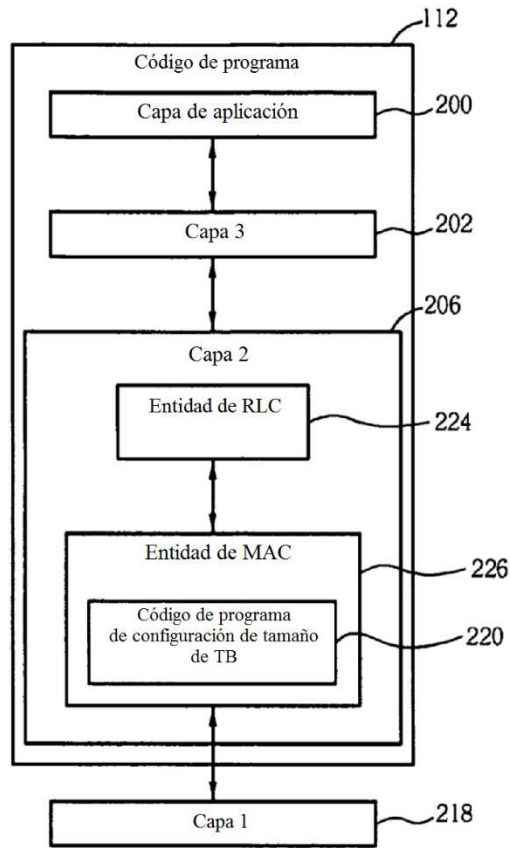 112
Código de programa
Capa de aplicación
200
Capa 3
202
206
Capa 2
Entidad de RLC
224
Entidad de MAC
226
Código de programa
de configuración de tamaño
de TB
220
Capa 1
218